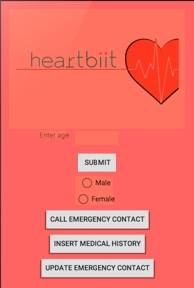 heartbiit
Enter age
SUBMIT
Male
Female
CALL EMERGENCY CONTACT
INSERT MEDICAL HISTORY
UPDATE EMERGENCY CONTACT